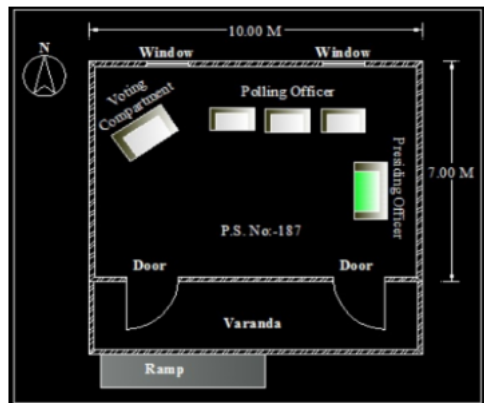 10.00 M
N
Window
Window
Voting
Compartment
Polling Officer
Presiding Officer
7.00 M
P.S. No:-187
Door
Door
Varanda
Ramp